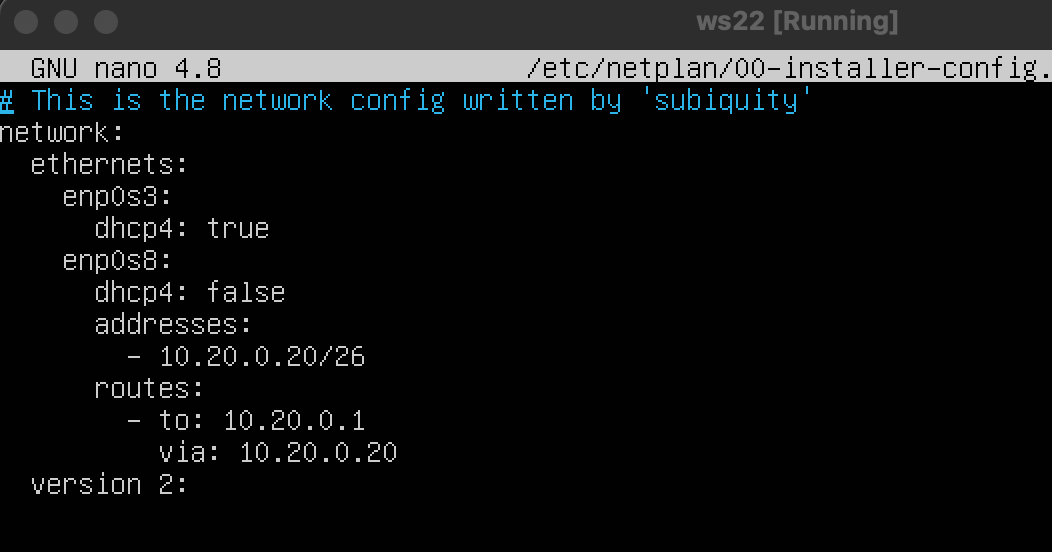 ws22 [Running]
GNU nano 4.8 /etc/netplan/00-installer-config.
# This is the network config written by 'subiquity'
network:
  ethernets:
    enp0s3:
      dhcp4: true
    enp0s8:
      dhcp4: false
      addresses:
        - 10.20.0.20/26
      routes:
        - to: 10.20.0.1
          via: 10.20.0.20
  version 2: